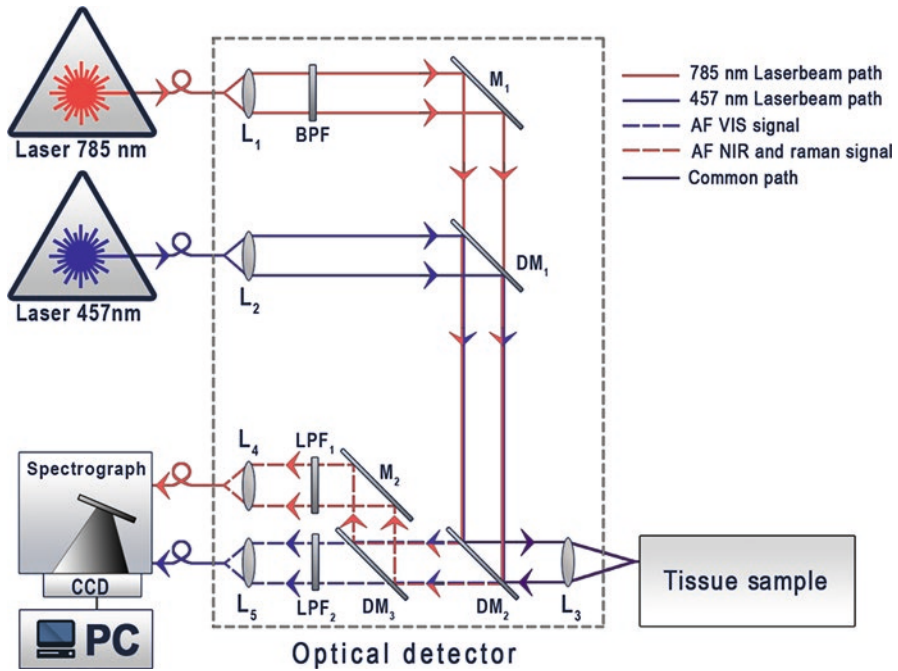 Laser 785 nm
L1
BPF
M1
785 nm Laserbeam path
457 nm Laserbeam path
AF VIS signal
AF NIR and raman signal
Common path
Laser 457nm
L2
DM1
Spectrograph
CCD
PC
L4
LPF1
M2
L5
LPF2
DM3
DM2
L3
Tissue sample
Optical detector